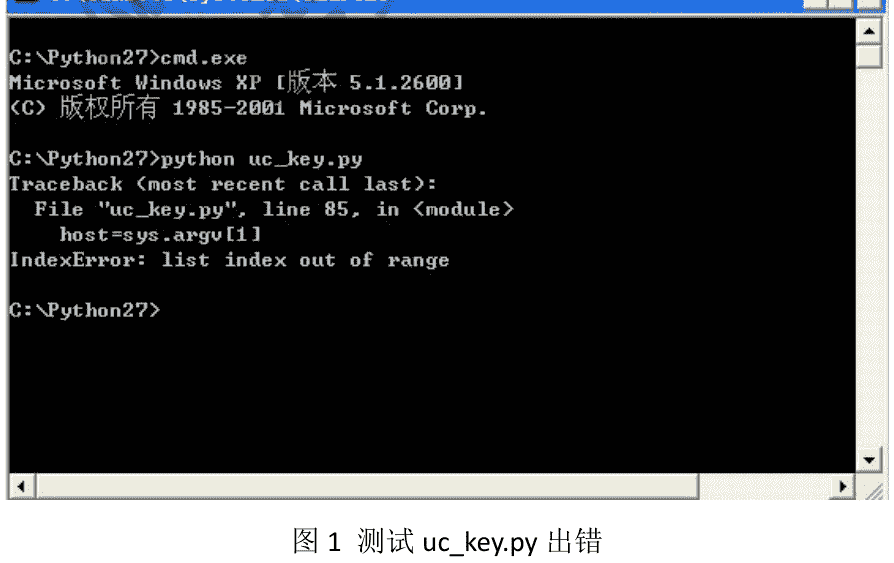 C:\Python27>cmd.exe
Microsoft Windows XP [版本 5.1.2600]
(C) 版权所有 1985-2001 Microsoft Corp.
C:\Python27>python uc_key.py
Traceback (most recent call last):
File "uc_key.py", line 85, in <module>
host=sys.argv[1]
IndexError: list index out of range
C:\Python27>
图 1 测试 uc_key.py 出错